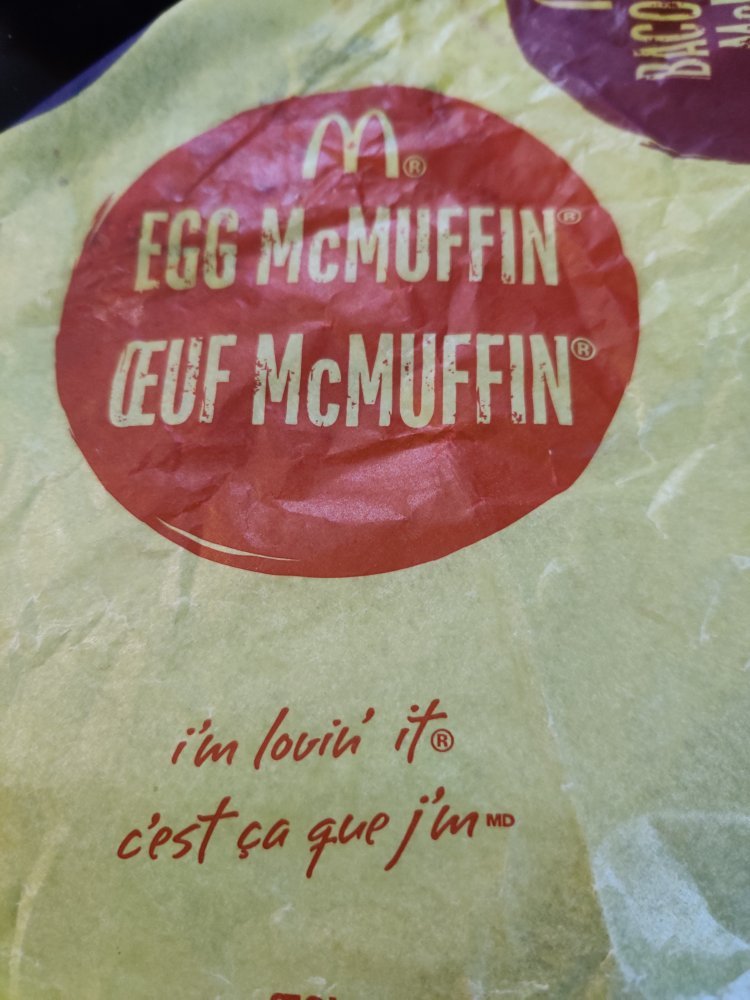 EGG McMUFFIN®
ŒUF McMUFFIN®
i'm lovin' it®
c'est ça que j'm MD